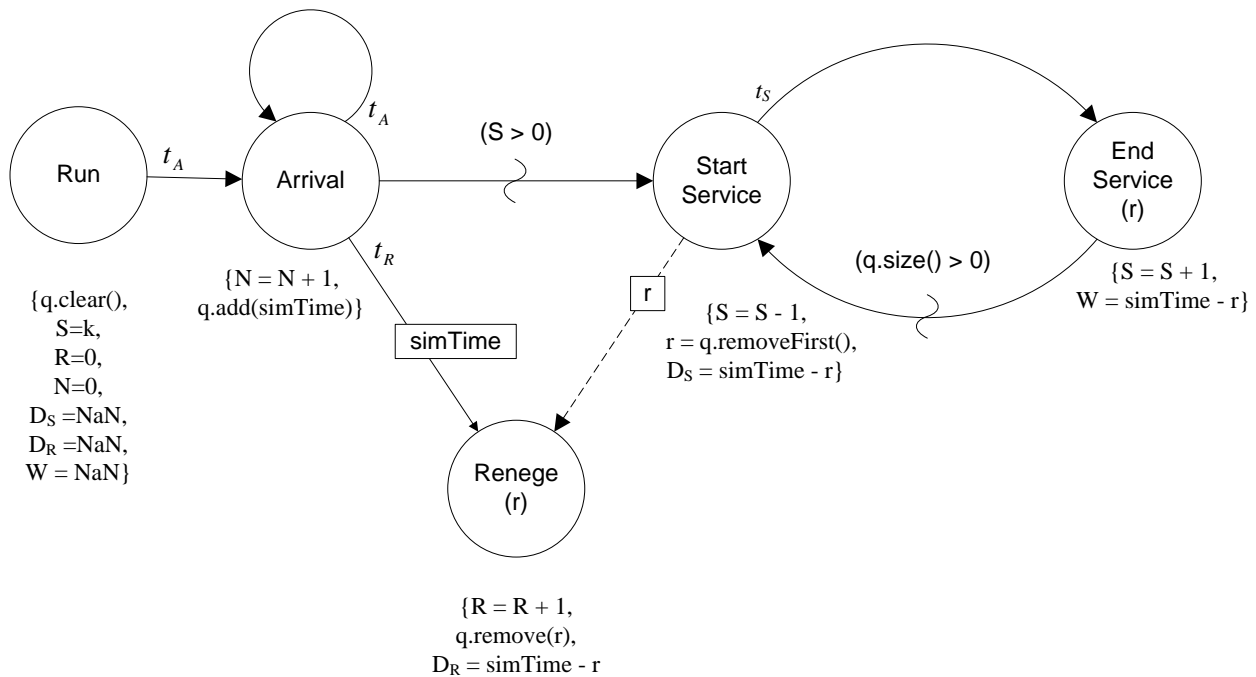 Run
{q.clear(),
S=k,
R=0,
N=0,
D_S =NaN,
D_R =NaN,
W = NaN}
t_A
t_A
Arrival
{N = N + 1,
q.add(simTime)}
(S > 0)
t_R
simTime
Renege
(r)
{R = R + 1,
q.remove(r),
D_R = simTime - r
Start
Service
r
{S = S - 1,
r = q.removeFirst(),
D_S = simTime - r}
t_S
(q.size() > 0)
End
Service
(r)
{S = S + 1,
W = simTime - r}